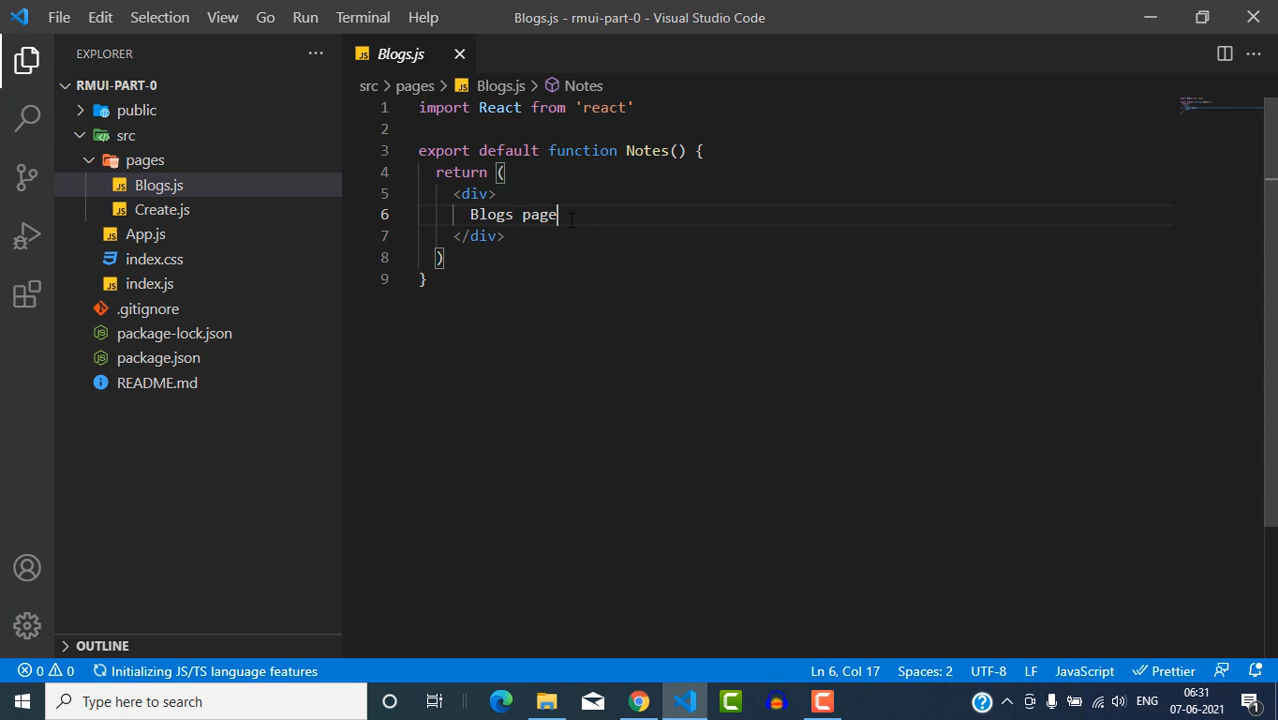 File Edit Selection View Go Run Terminal Help
Blogs.js - rmui-part-0 - Visual Studio Code
EXPLORER
RMUI-PART-0
public
src
pages
Blogs.js
Create.js
App.js
index.css
index.js
.gitignore
package-lock.json
package.json
README.md
OUTLINE
Blogs.js
src > pages > Blogs.js > Notes
1 import React from 'react'
2
3 export default function Notes() {
4 return (
5 <div>
6 Blogs page
7 </div>
8 )
9 }
0 0 Initializing JS/TS language features
Ln 6, Col 17 Spaces: 2 UTF-8 LF JavaScript Prettier
Type here to search
ENG
06:31
07-06-2021
1